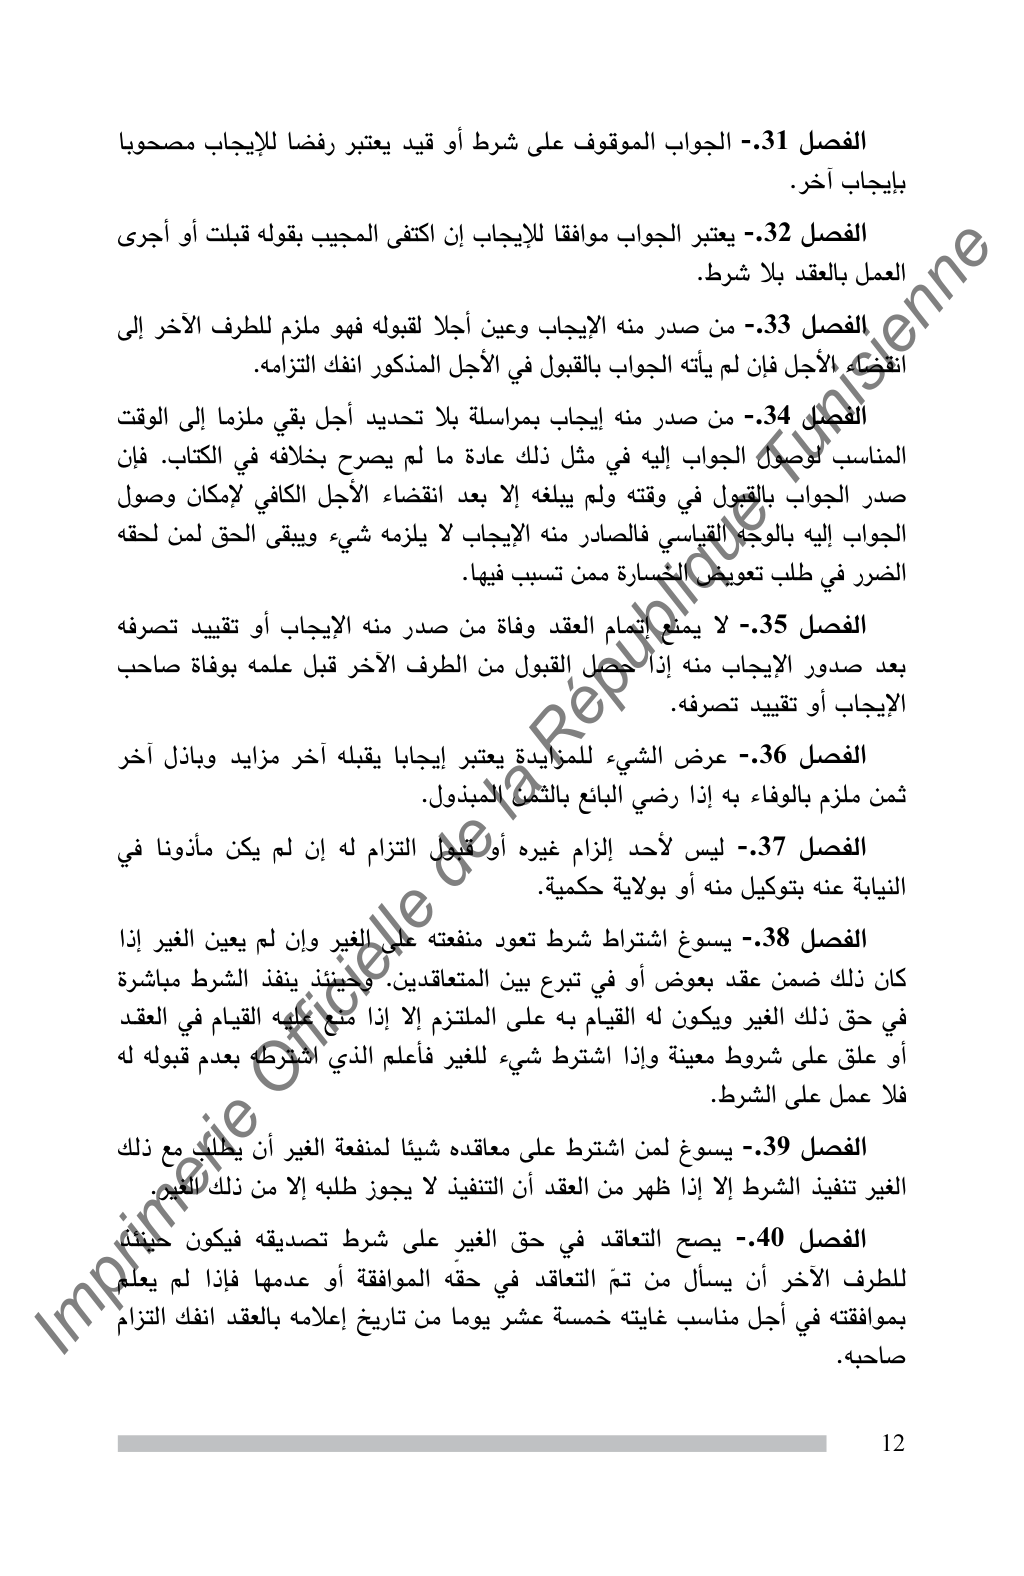 الفصل 31.- الجواب الموقوف على شرط أو قيد يعتبر رفضا للإيجاب مصحوبا
بإيجاب آخر.
الفصل 32.- يعتبر الجواب موافقا للإيجاب إن اكتفى المجيب بقوله قبلت أو أجرى
العمل بالعقد بلا شرط.
الفصل 33.- من صدر منه الإيجاب وعين أجلا لقبوله فهو ملزم للطرف الآخر إلى
انقضاء الأجل فإن لم يأته الجواب بالقبول في الأجل المذكور انفك التزامه.
الفصل 34.- من صدر منه إيجاب بمراسلة بلا تحديد أجل بقي ملزما إلى الوقت
المناسب لوصول الجواب إليه في مثل ذلك عادة ما لم يصرح بخلافه في الكتاب. فإن
صدر الجواب بالقبول في وقته ولم يبلغه إلا بعد انقضاء الأجل الكافي لإمكان وصول
الجواب إليه بالوجه القياسي فالصادر منه الإيجاب لا يلزمه شيء ويبقى الحق لمن لحقه
الضرر في طلب تعويض الخسارة ممن تسبب فيها.
الفصل 35.- لا يمنع إتمام العقد وفاة من صدر منه الإيجاب أو تقييد تصرفه
بعد صدور الإيجاب منه إذا حصل القبول من الطرف الآخر قبل علمه بوفاة صاحب
الإيجاب أو تقييد تصرفه.
الفصل 36.- عرض الشيء للمزايدة يعتبر إيجابا يقبله آخر مزايد وباذل آخر
ثمن ملزم بالوفاء به إذا رضي البائع بالثمن المبذول.
الفصل 37.- ليس لأحد إلزام غيره أو قبول التزام له إن لم يكن مأذونا في
النيابة عنه بتوكيل منه أو بولاية حكمية.
الفصل 38.- يسوغ اشتراط شرط تعود منفعته على الغير وإن لم يعين الغير إذا
كان ذلك ضمن عقد بعوض أو في تبرع بين المتعاقدين. وحينئذ ينفذ الشرط مباشرة
في حق ذلك الغير ويكون له القيام به على الملتزم إلا إذا منع عليه القيام في العقد
أو علق على شروط معينة وإذا اشترط شيء للغير فأعلم الذي اشترطه بعدم قبوله له
فلا عمل على الشرط.
الفصل 39.- يسوغ لمن اشترط على معاقده شيئا لمنفعة الغير أن يطلب مع ذلك
الغير تنفيذ الشرط إلا إذا ظهر من العقد أن التنفيذ لا يجوز طلبه إلا من ذلك الغير.
الفصل 40.- يصح التعاقد في حق الغير على شرط تصديقه فيكون حينئذ
للطرف الآخر أن يسأل من تمّ التعاقد في حقّه الموافقة أو عدمها فإذا لم يعلم
بموافقته في أجل مناسب غايته خمسة عشر يوما من تاريخ إعلامه بالعقد انفك التزام
صاحبه.
12
Imprimerie Officielle de la République Tunisienne